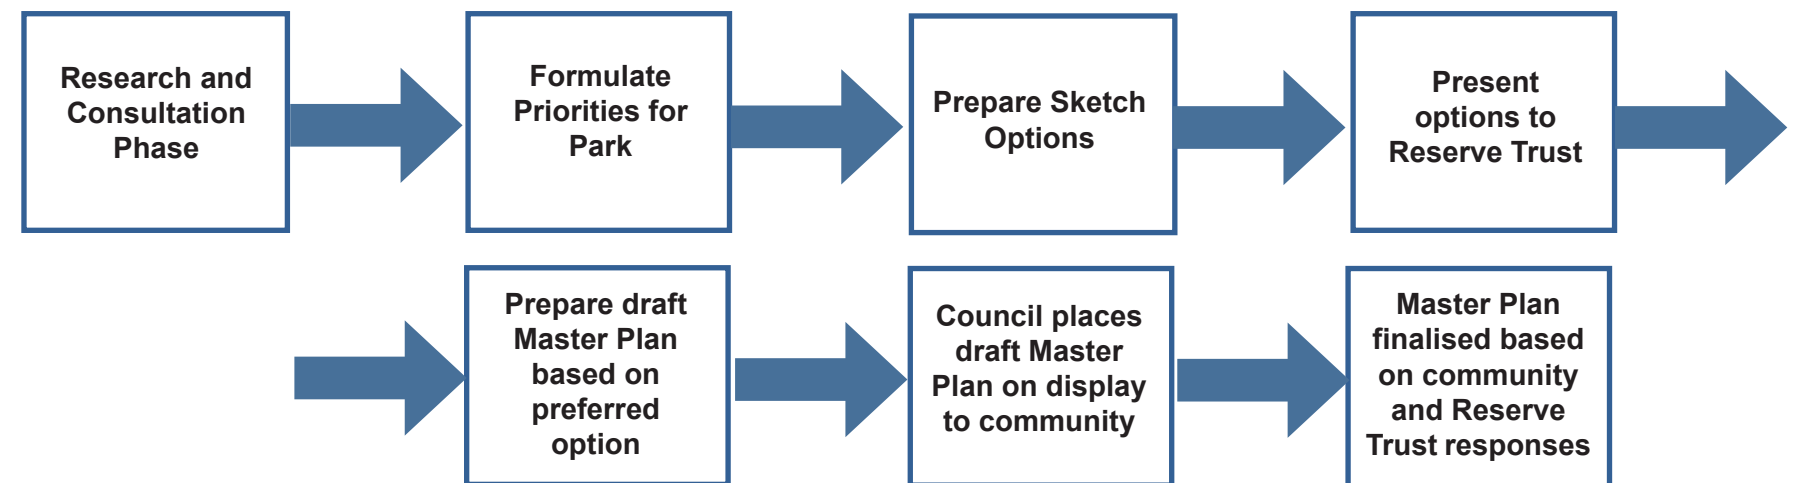 Research and
Consultation
Phase
Formulate
Priorities for
Park
Prepare Sketch
Options
Present
options to
Reserve Trust
Prepare draft
Master Plan
based on
preferred
option
Council places
draft Master
Plan on display
to community
Master Plan
finalised based
on community
and Reserve
Trust responses